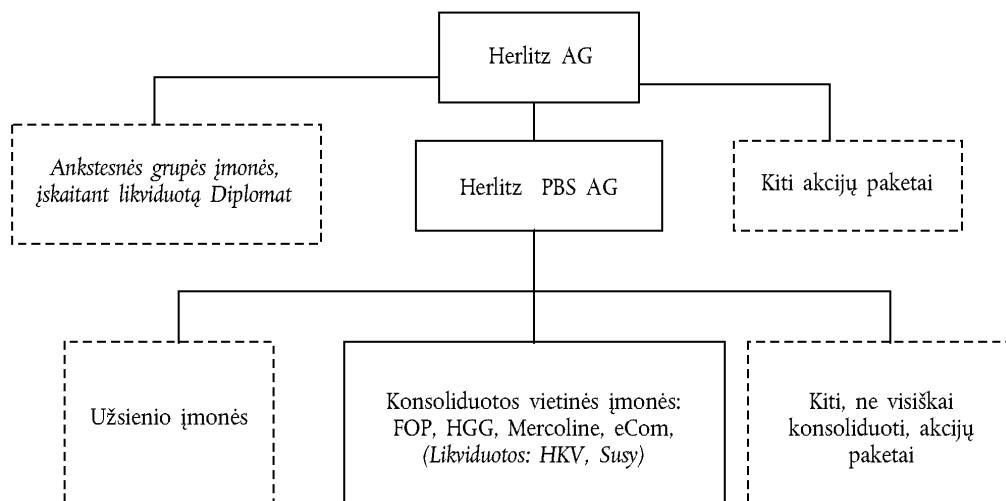 Herlitz AG
Ankstesnės grupės įmonės,
įskaitant likviduotą Diplomat
Herlitz PBS AG
Kiti akcijų paketai
Užsienio įmonės
Konsoliduotos vietinės įmonės:
FOP, HGG, Mercoline, eCom,
(Likviduotos: HKV, Susy)
Kiti, ne visiškai
konsoliduoti, akcijų
paketai